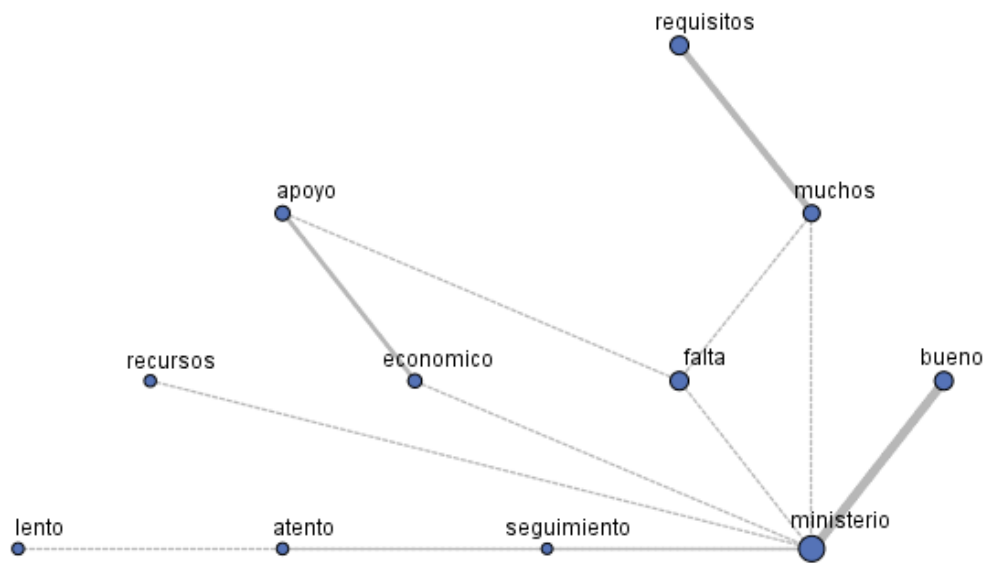 requisitos
apoyo
muchos
recursos
economico
falta
bueno
lento
atento
seguimiento
ministerio